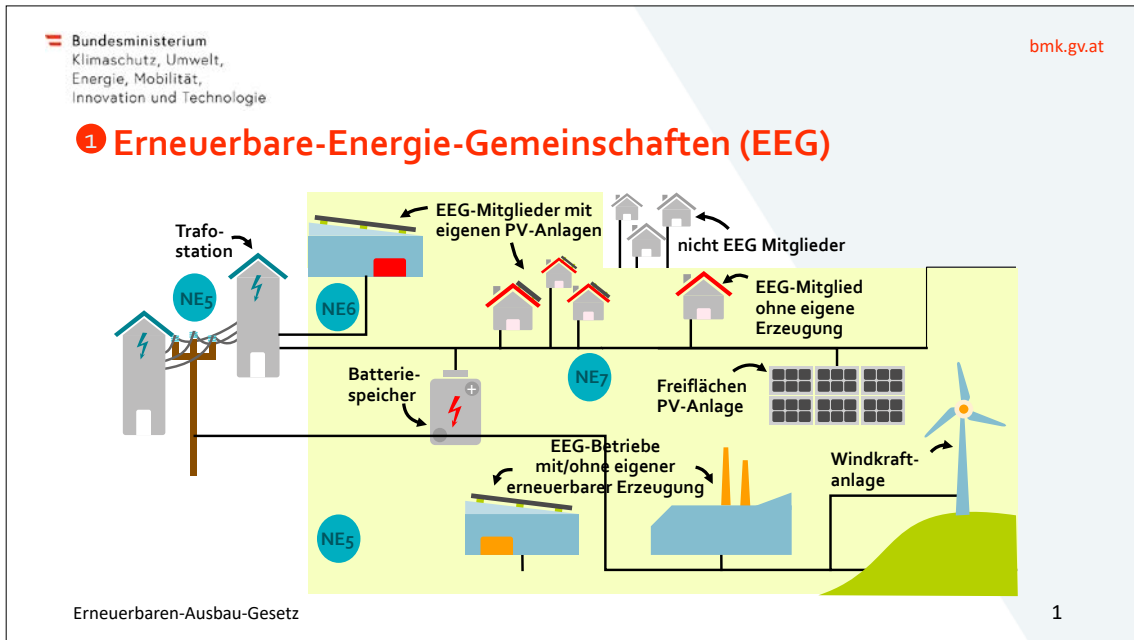 Bundesministerium
Klimaschutz, Umwelt,
Energie, Mobilität,
Innovation und Technologie
bmk.gv.at
1 Erneuerbare-Energie-Gemeinschaften (EEG)
Trafo-
station
EEG-Mitglieder mit
eigenen PV-Anlagen
nicht EEG Mitglieder
NE5
NE6
EEG-Mitglied
ohne eigene
Erzeugung
NE7
Batterie-
speicher
Freiflächen
PV-Anlage
EEG-Betriebe
mit/ohne eigener
erneuerbarer Erzeugung
Windkraft-
anlage
NE5
Erneuerbaren-Ausbau-Gesetz
1